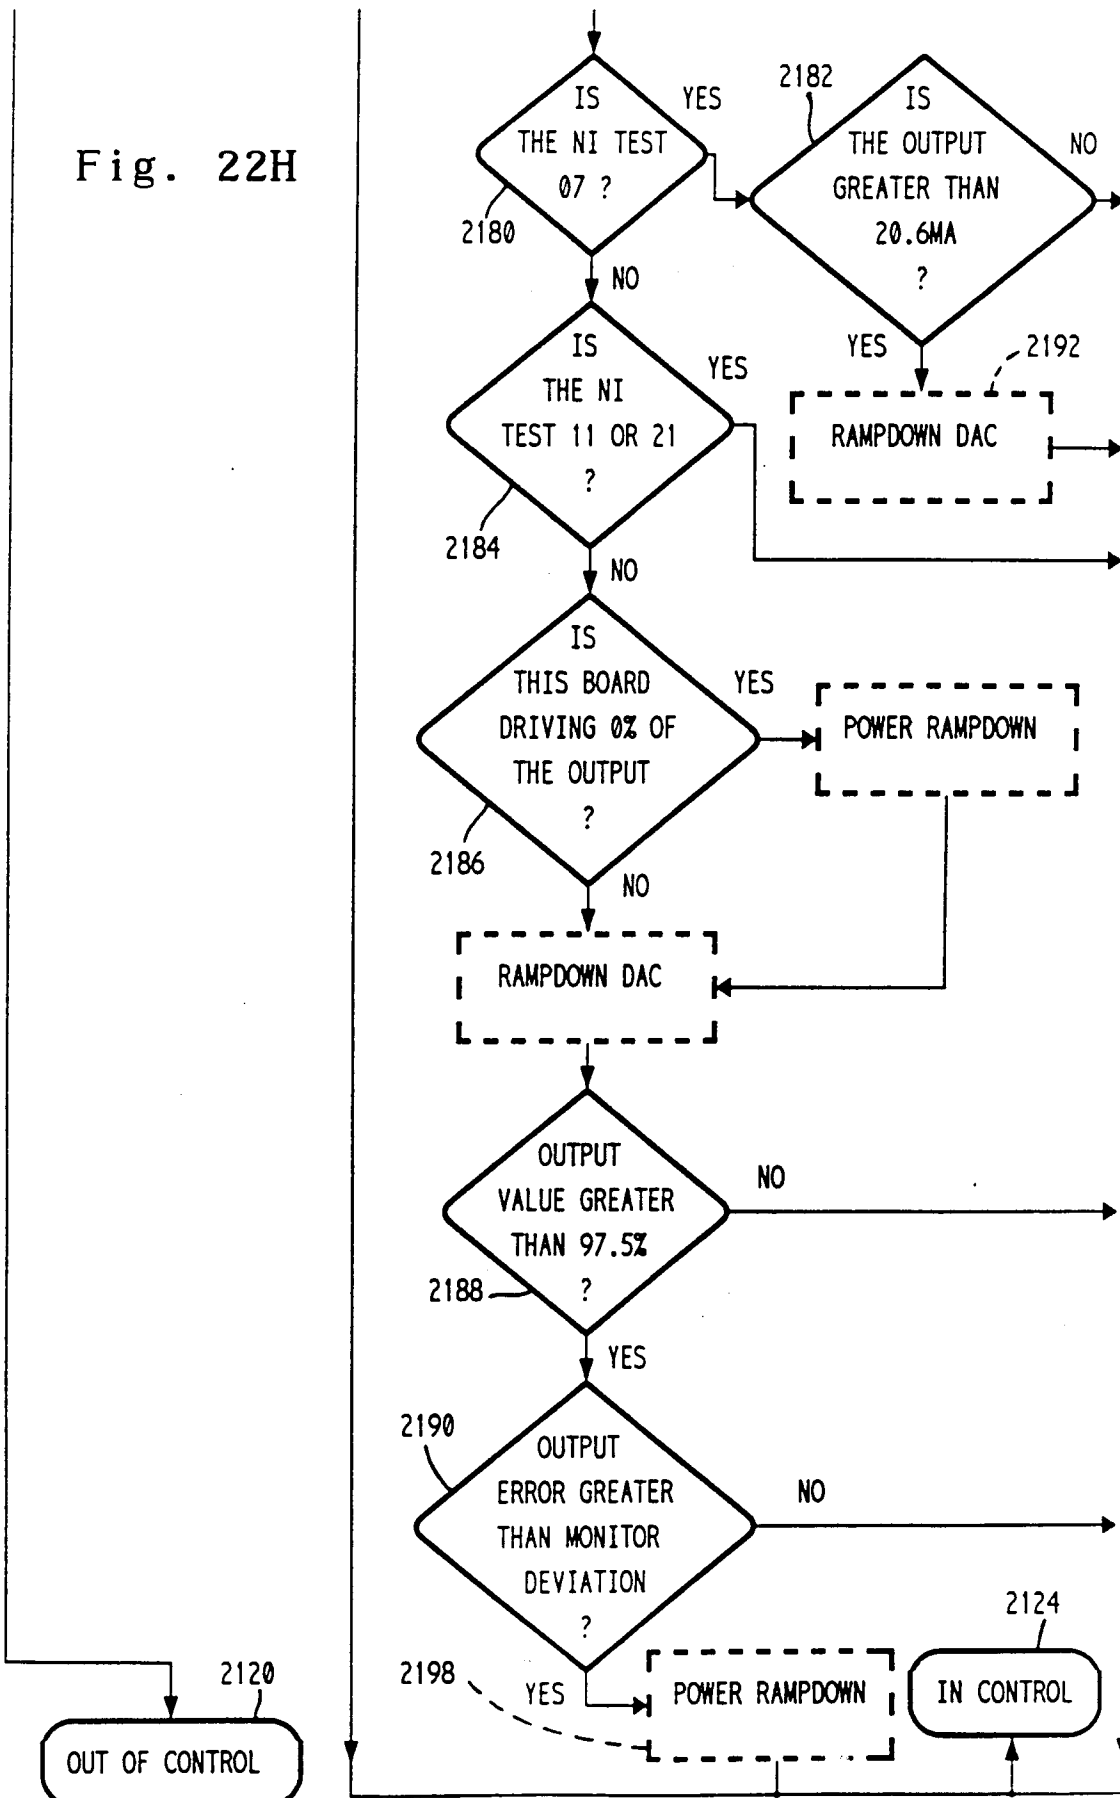 Fig. 22H
IS
THE NI TEST
07 ?
YES
2180
NO
2182
IS
THE OUTPUT
GREATER THAN
20.6MA
?
NO
YES
2192
RAMPDOWN DAC
IS
THE NI
TEST 11 OR 21
?
YES
2184
NO
IS
THIS BOARD
DRIVING 0% OF
THE OUTPUT
?
YES
POWER RAMPDOWN
2186
NO
RAMPDOWN DAC
OUTPUT
VALUE GREATER
THAN 97.5%
?
NO
2188
YES
2190
OUTPUT
ERROR GREATER
THAN MONITOR
DEVIATION
?
NO
YES
2198
POWER RAMPDOWN
2124
IN CONTROL
2120
OUT OF CONTROL